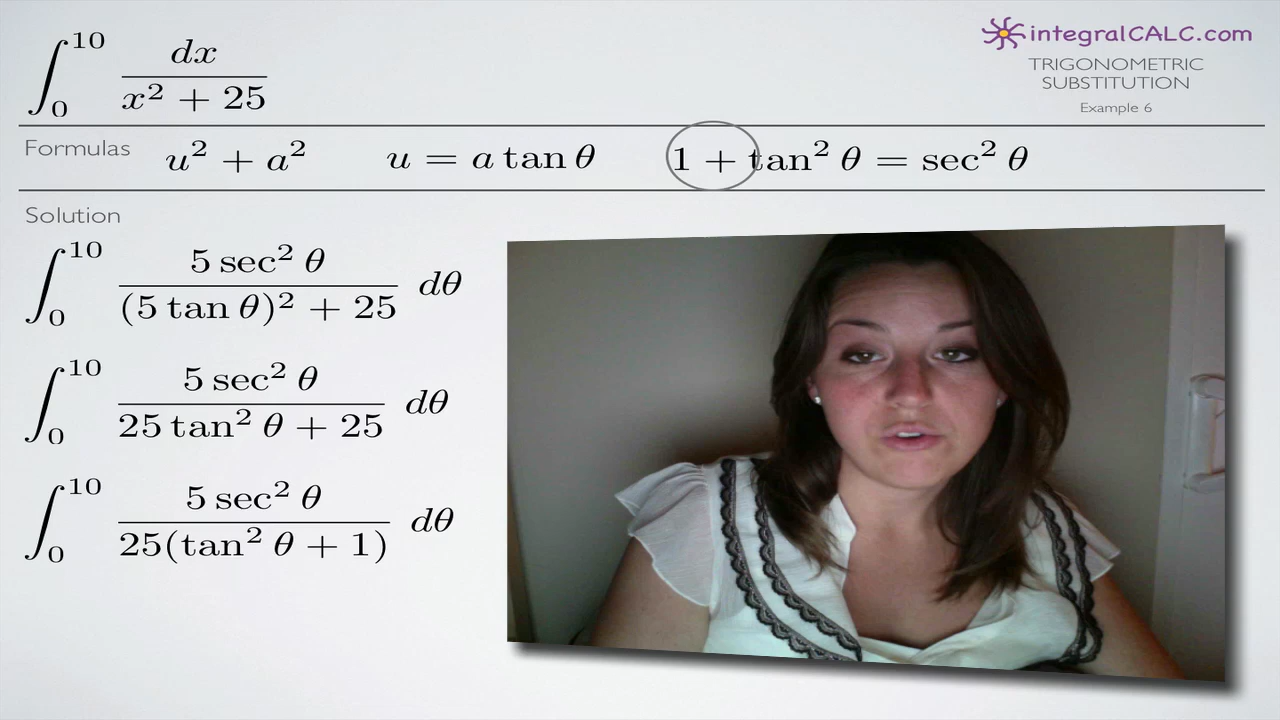 ∫₀¹⁰ dx / (x² + 25)
integralCALC.com
TRIGONOMETRIC
SUBSTITUTION
Example 6
Formulas u² + a² u = a tan θ 1 + tan² θ = sec² θ
Solution
∫₀¹⁰ 5 sec² θ / ((5 tan θ)² + 25) dθ
∫₀¹⁰ 5 sec² θ / (25 tan² θ + 25) dθ
∫₀¹⁰ 5 sec² θ / (25(tan² θ + 1)) dθ